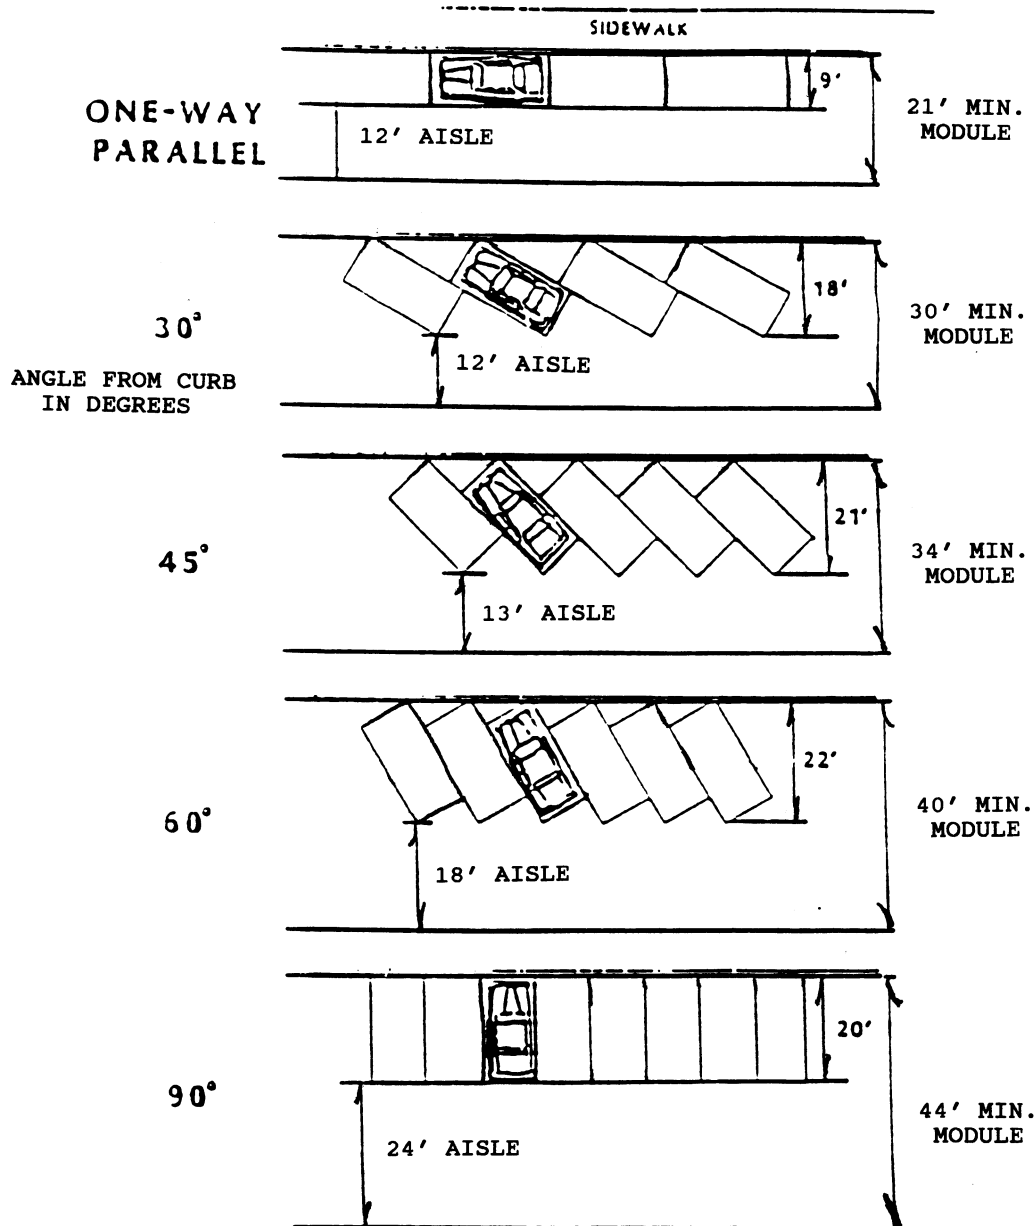 SIDEWALK
9'
ONE-WAY
PARALLEL
12' AISLE
21' MIN.
MODULE
30°
ANGLE FROM CURB
IN DEGREES
18'
12' AISLE
30' MIN.
MODULE
45°
21'
13' AISLE
34' MIN.
MODULE
60°
22'
18' AISLE
40' MIN.
MODULE
90°
20'
24' AISLE
44' MIN.
MODULE